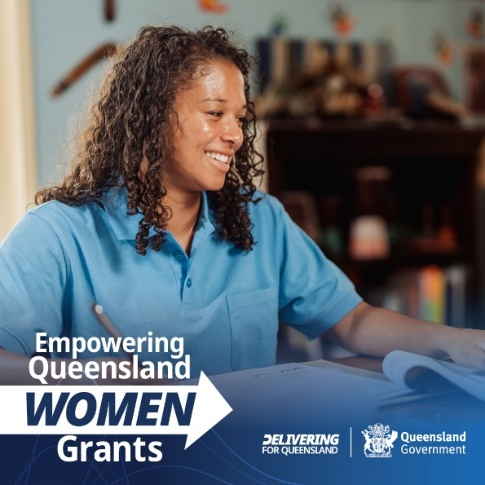 Empowering
Queensland
WOMEN
Grants
DELIVERING
FOR QUEENSLAND
Queensland
Government